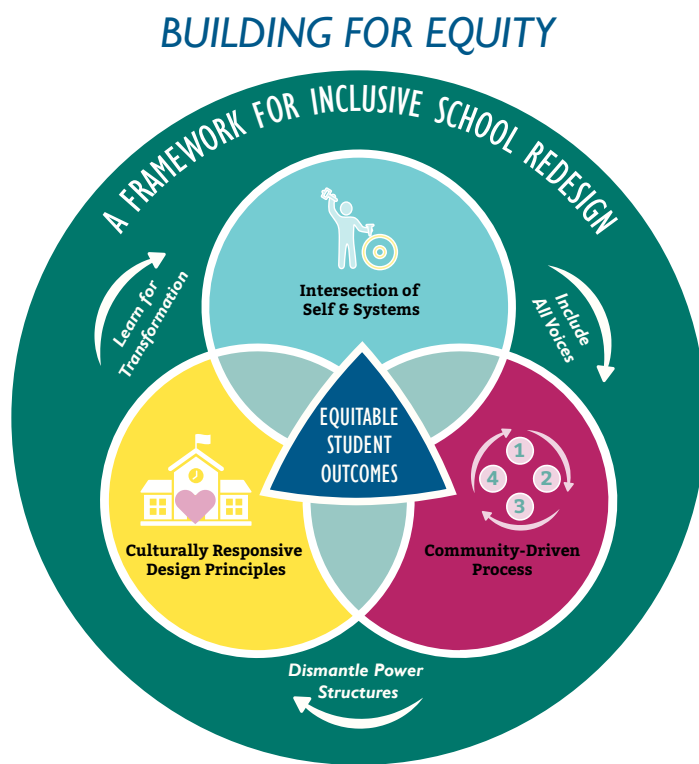 BUILDING FOR EQUITY
A FRAMEWORK FOR INCLUSIVE SCHOOL REDESIGN
Intersection of
Self & Systems
Learn for
Transformation
Include
All Voices
EQUITABLE
STUDENT
OUTCOMES
Culturally Responsive
Design Principles
1
2
3
4
Community-Driven
Process
Dismantle Power
Structures